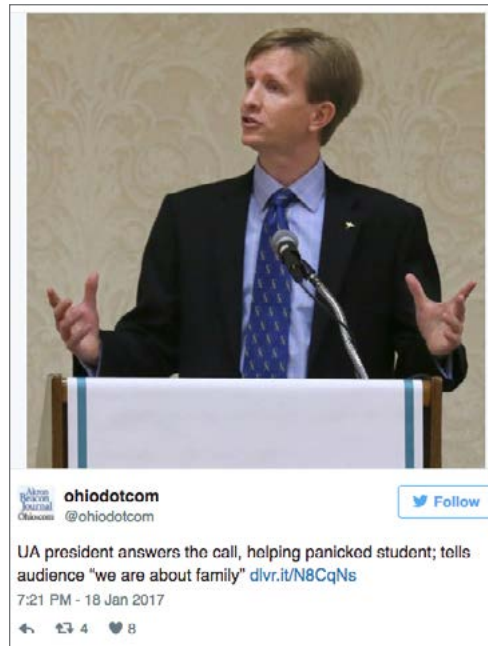 Akron
Beacon
Journal
Ohio.com
ohiodotcom
@ohiodotcom
Follow
UA president answers the call, helping panicked student; tells
audience “we are about family” dlvr.it/N8CqNs
7:21 PM - 18 Jan 2017
4
8